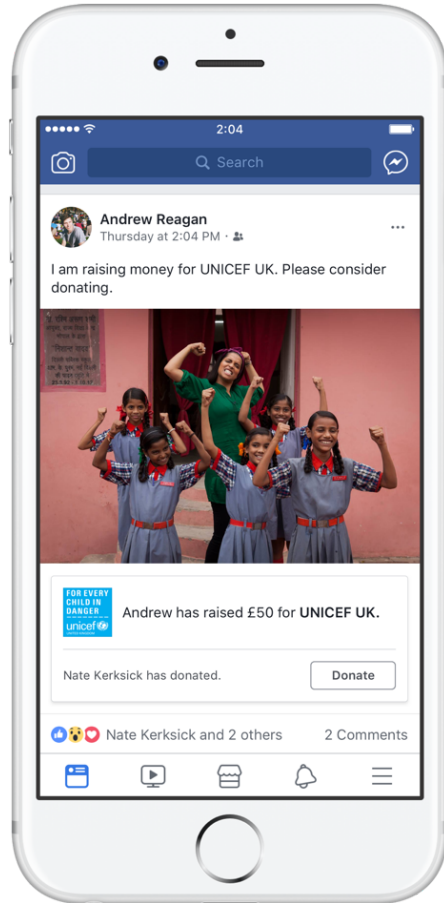 2:04
Search
Andrew Reagan
Thursday at 2:04 PM ·
I am raising money for UNICEF UK. Please consider
donating.
FOR EVERY
CHILD IN
DANGER
unicef
UNITED KINGDOM
Andrew has raised £50 for UNICEF UK.
Nate Kerksick has donated.
Donate
Nate Kerksick and 2 others
2 Comments